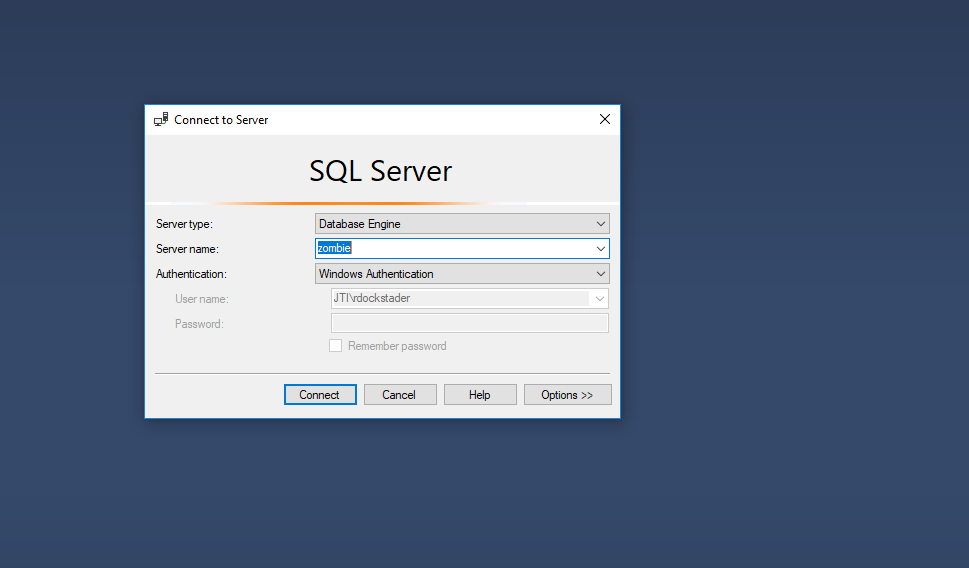 Connect to Server
SQL Server
Server type: Database Engine
Server name: zombie
Authentication: Windows Authentication
User name: JTI\rdockstader
Password:
Remember password
Connect Cancel Help Options >>